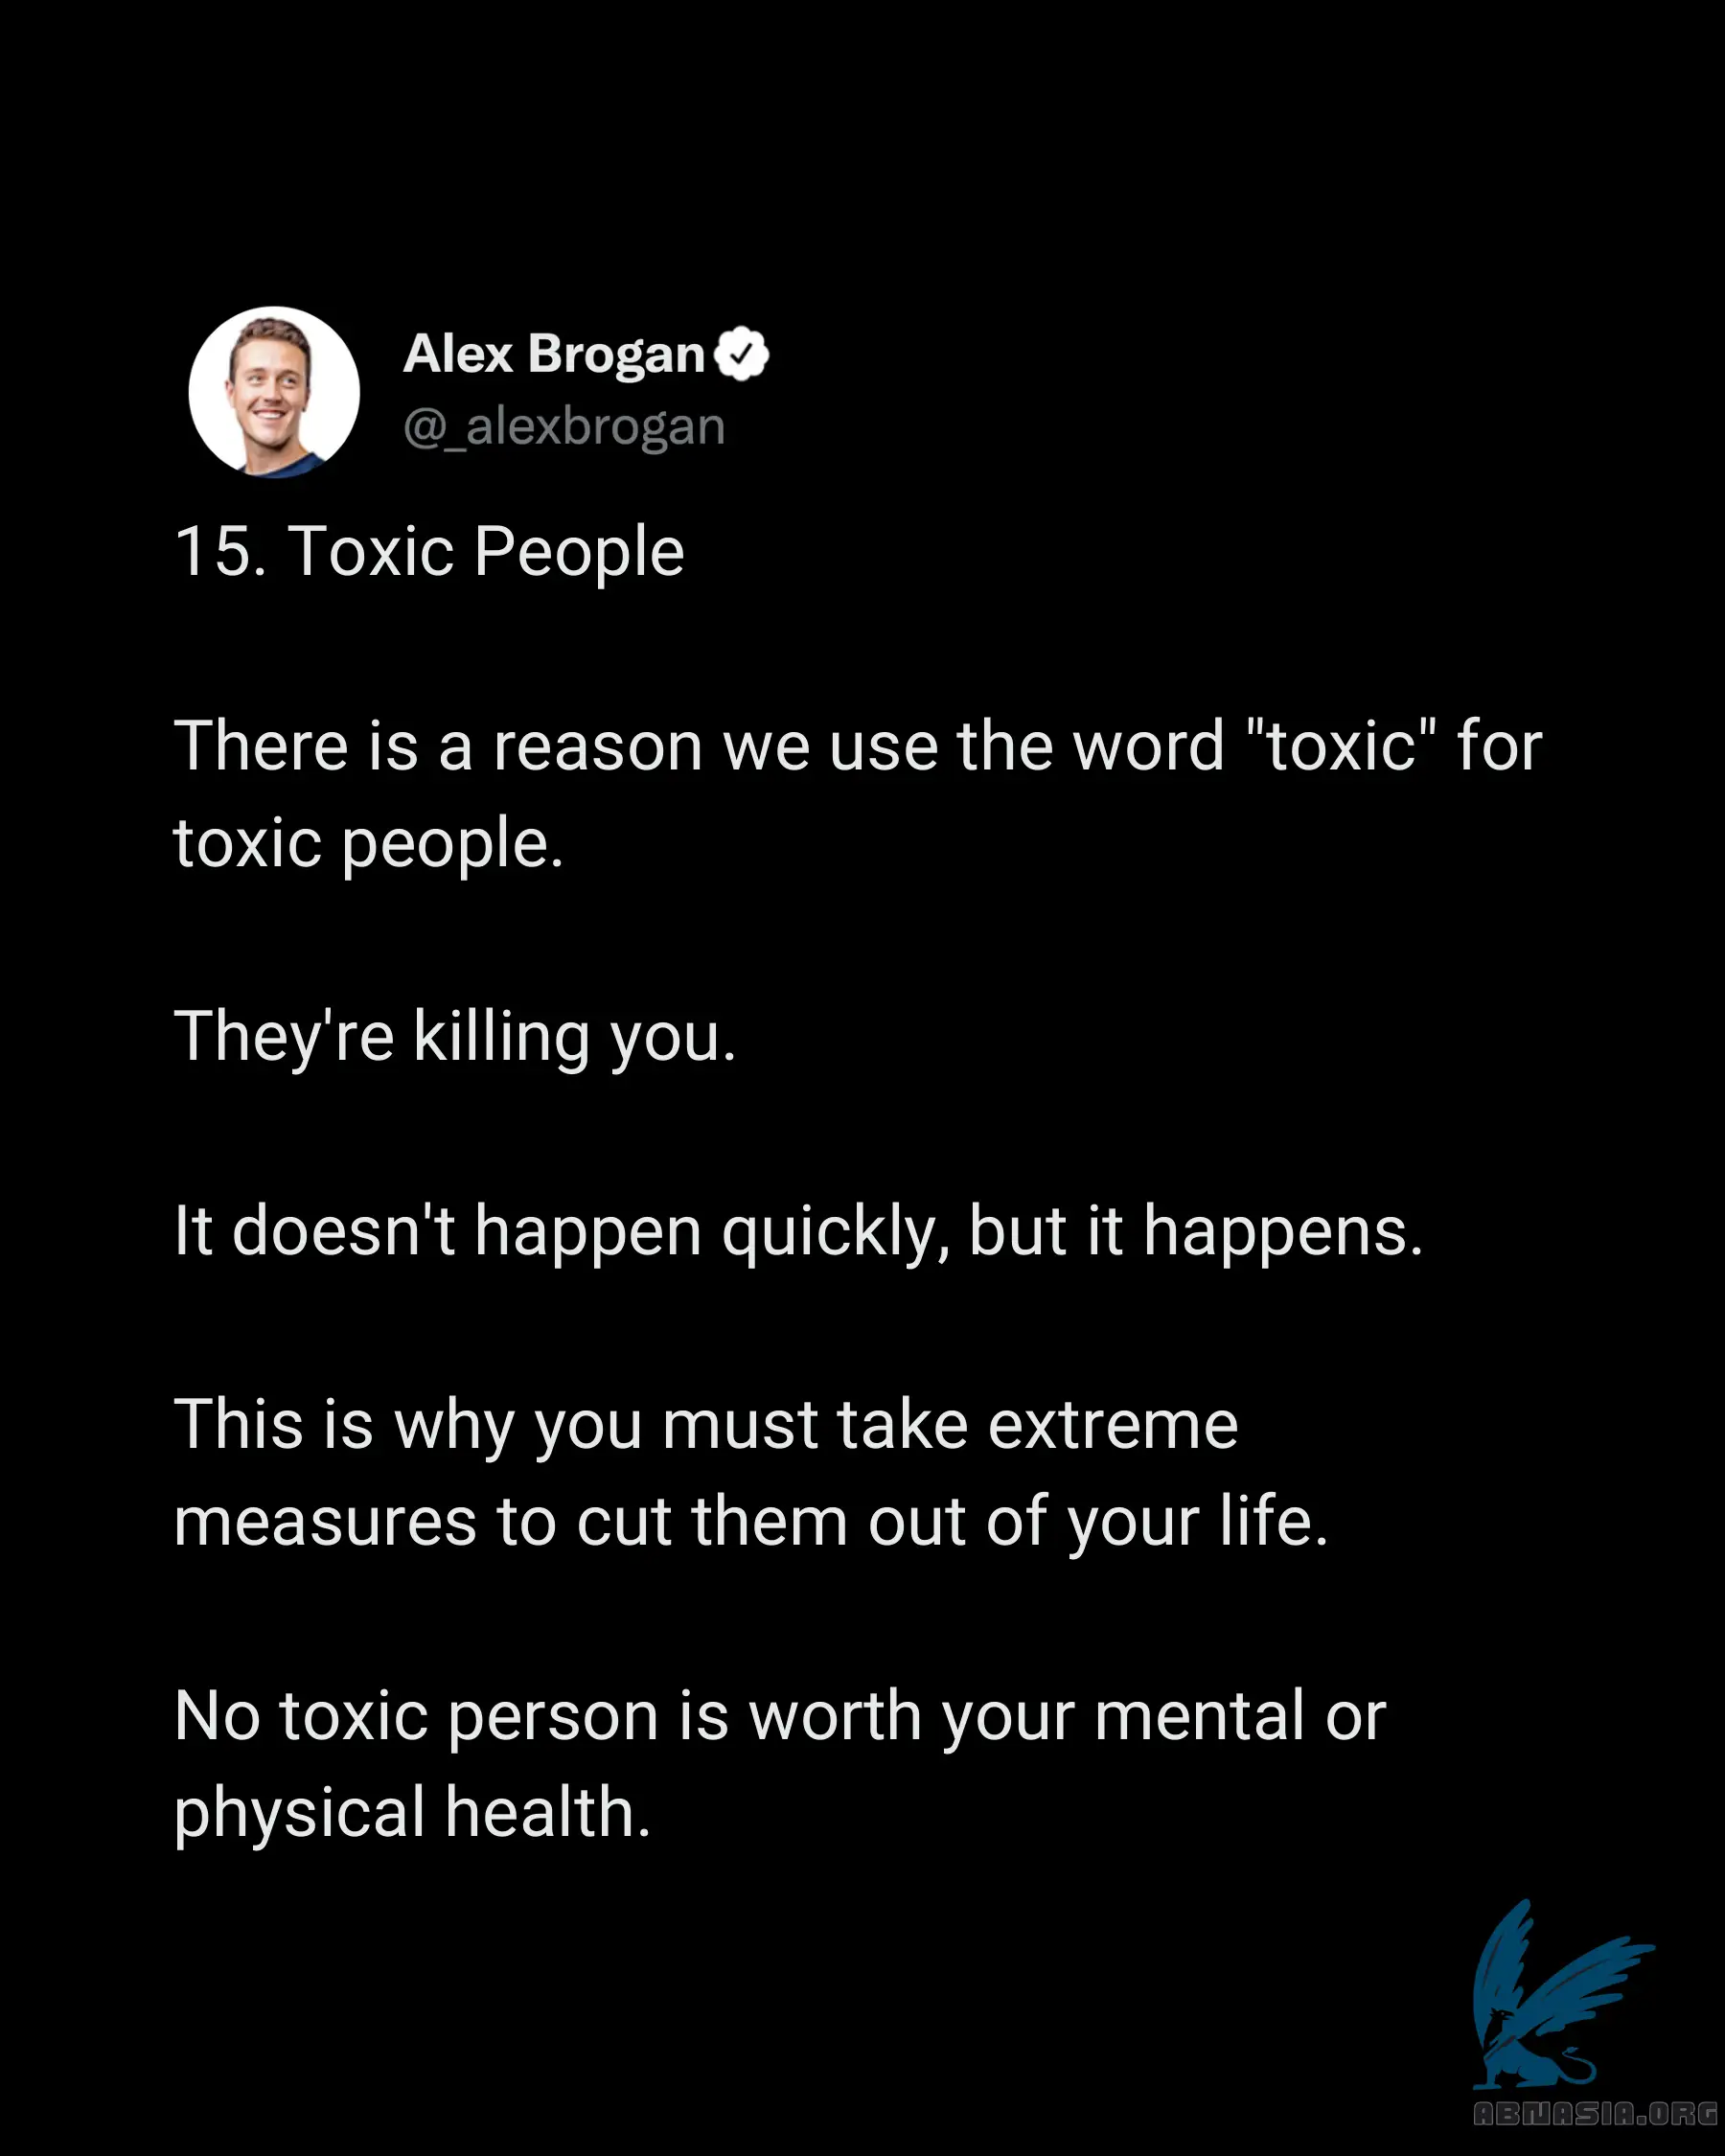 Alex Brogan
@_alexbrogan
15. Toxic People
There is a reason we use the word "toxic" for
toxic people.
They're killing you.
It doesn't happen quickly, but it happens.
This is why you must take extreme
measures to cut them out of your life.
No toxic person is worth your mental or
physical health.
ABNASIA.ORG